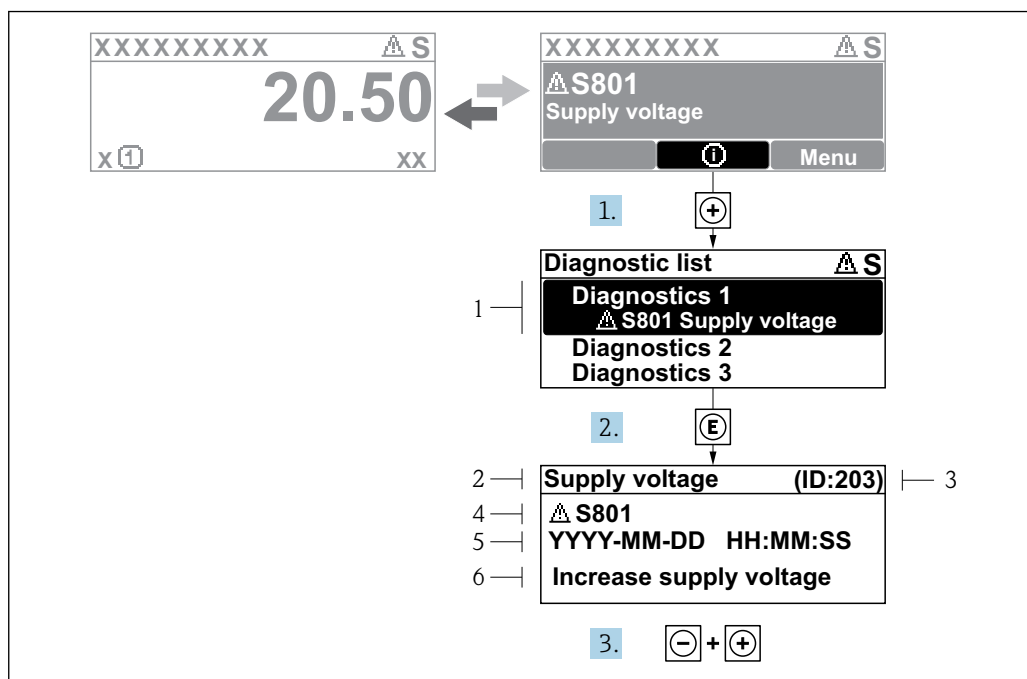 XXXXXXXXX ⚠ S
20.50
X ① XX
XXXXXXXXX ⚠ S
⚠ S801
Supply voltage
ⓘ Menu
1. +
Diagnostic list ⚠ S
1
Diagnostics 1
⚠ S801 Supply voltage
Diagnostics 2
Diagnostics 3
2. E
2 Supply voltage (ID:203) 3
4 ⚠ S801
5 YYYY-MM-DD HH:MM:SS
6 Increase supply voltage
3. − + +